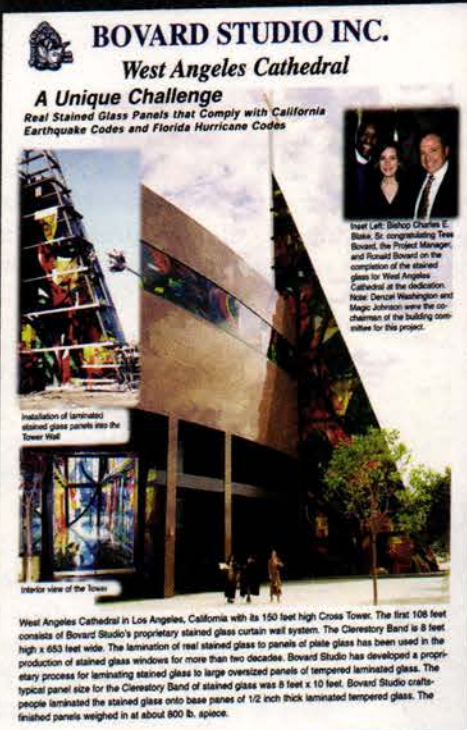 BOVARD STUDIO INC.
West Angeles Cathedral
A Unique Challenge
Real Stained Glass Panels that Comply with California
Earthquake Codes and Florida Hurricane Codes
Inset Left: Bishop Charles E.
Blake, Sr. congratulating Tess
Bovard, the Project Manager,
and Ronald Bovard on the
completion of the stained
glass for West Angeles
Cathedral at the dedication.
Note: Denzel Washington and
Magic Johnson were the co-
chairman of the building com-
mittee for this project.
Installation of laminated
stained glass panels into the
Tower Wall
Interior view of the Tower
West Angeles Cathedral in Los Angeles, California with its 150 feet high Cross Tower. The first 108 feet
consists of Bovard Studio's proprietary stained glass curtain wall system. The Clerestory Band is 8 feet
high x 653 feet wide. The lamination of real stained glass to panels of plate glass has been used in the
production of stained glass windows for more than two decades. Bovard Studio has developed a propri-
etary process for laminating stained glass to large oversized panels of tempered laminated glass. The
typical panel size for the Clerestory Band of stained glass was 8 feet x 10 feet. Bovard Studio crafts-
people laminated the stained glass onto base panes of 1/2 inch thick laminated tempered glass. The
finished panels weighed in at about 800 lb. apiece.